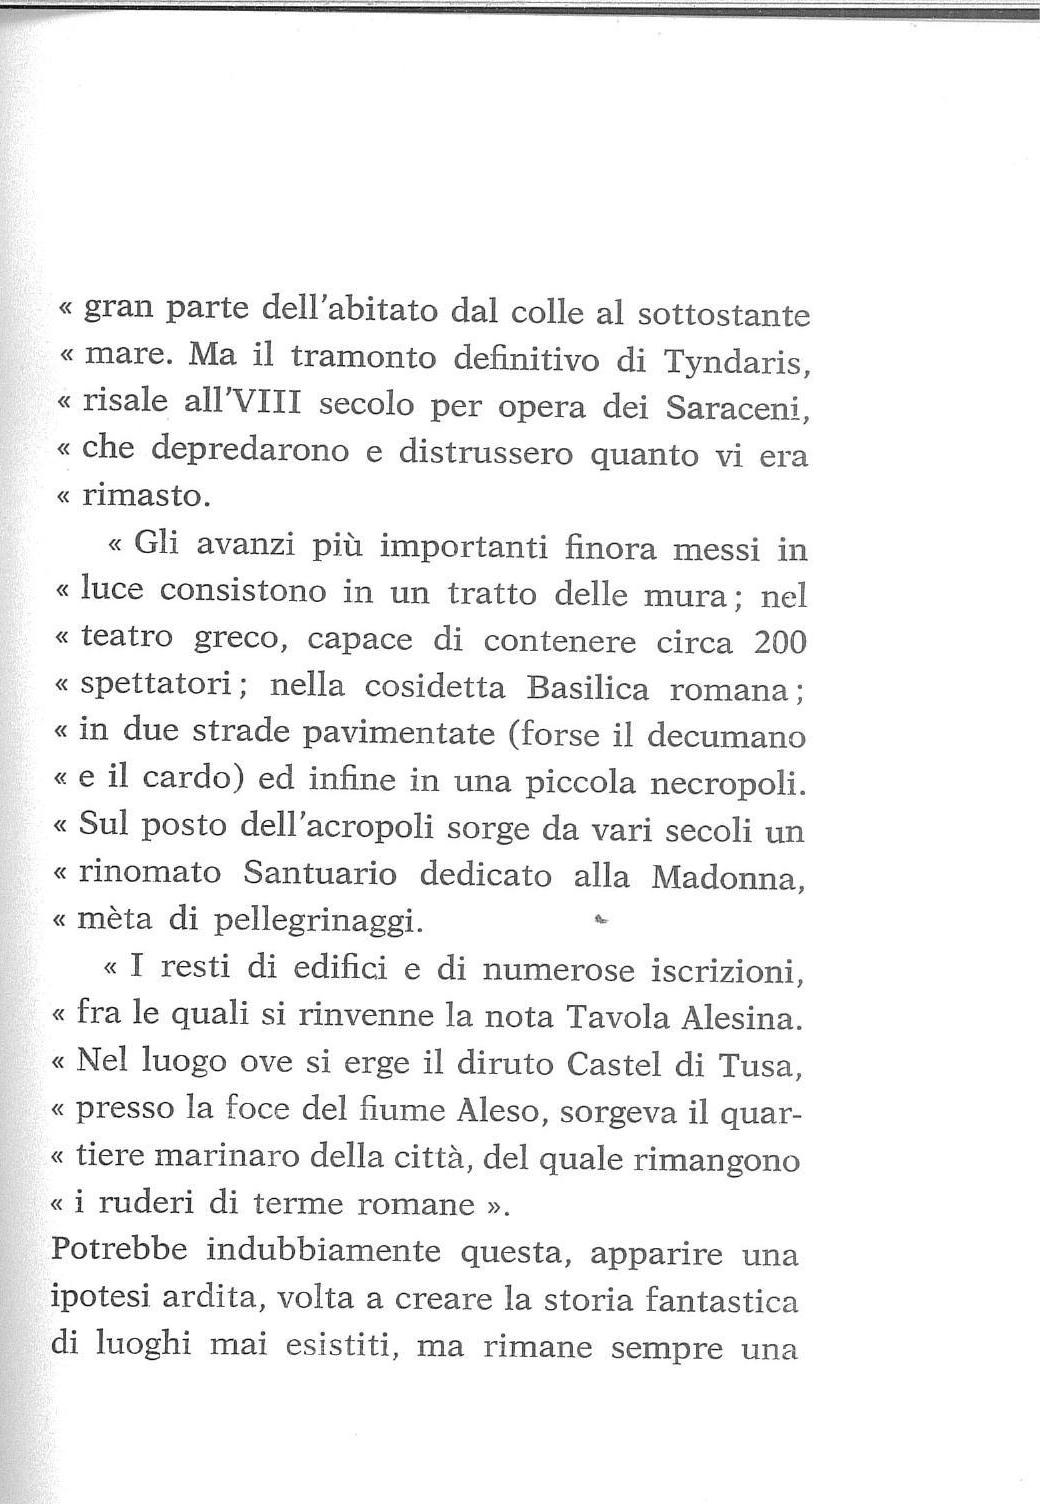 « gran parte dell'abitato dal colle al sottostante
« mare. Ma il tramonto definitivo di Tyndaris,
« risale all'VIII secolo per opera dei Saraceni,
« che depredarono e distrussero quanto vi era
« rimasto.
« Gli avanzi più importanti finora messi in
« luce consistono in un tratto delle mura; nel
« teatro greco, capace di contenere circa 200
« spettatori; nella cosidetta Basilica romana;
« in due strade pavimentate (forse il decumano
« e il cardo) ed infine in una piccola necropoli.
« Sul posto dell'acropoli sorge da vari secoli un
« rinomato Santuario dedicato alla Madonna,
« mèta di pellegrinaggi.
« I resti di edifici e di numerose iscrizioni,
« fra le quali si rinvenne la nota Tavola Alesina.
« Nel luogo ove si erge il diruto Castel di Tusa,
« presso la foce del fiume Aleso, sorgeva il quar-
« tiere marinaro della città, del quale rimangono
« i ruderi di terme romane ».
Potrebbe indubbiamente questa, apparire una
ipotesi ardita, volta a creare la storia fantastica
di luoghi mai esistiti, ma rimane sempre una